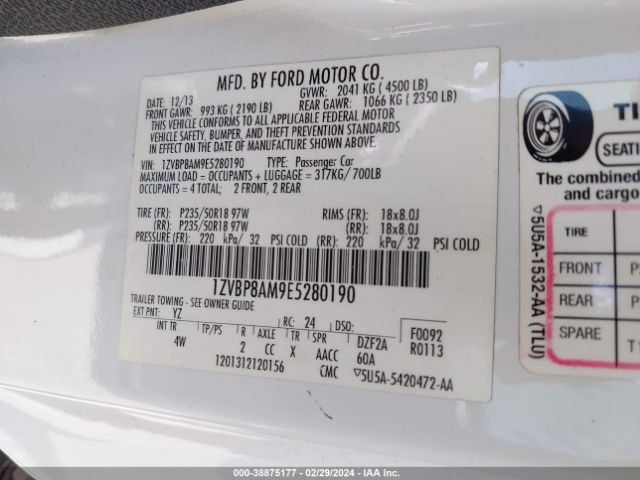 MFD. BY FORD MOTOR CO.
DATE: 12/13 GVWR: 2041 KG ( 4500 LB)
FRONT GAWR: 993 KG ( 2190 LB) REAR GAWR: 1066 KG ( 2350 LB)
THIS VEHICLE CONFORMS TO ALL APPLICABLE FEDERAL MOTOR
VEHICLE SAFETY, BUMPER, AND THEFT PREVENTION STANDARDS
IN EFFECT ON THE DATE OF MANUFACTURE SHOWN ABOVE.
VIN: 1ZVBP8AM9E5280190 TYPE: Passenger Car
MAXIMUM LOAD = OCCUPANTS + LUGGAGE = 317KG/ 700LB
OCCUPANTS = 4 TOTAL; 2 FRONT, 2 REAR
TIRE (FR): P235/50R18 97W RIMS (FR): 18x8.0J
(RR): P235/50R18 97W (RR): 18x8.0J
PRESSURE (FR): 220 kPa/ 32 PSI COLD (RR): 220 kPa/ 32 PSI COLD
1ZVBP8AM9E5280190
TRAILER TOWING - SEE OWNER GUIDE
EXT PNT: YZ RC: 24 DSO: F0092
INT TR TP/PS R AXLE TR SPR DZF2A R0113
4W 2 CC X AACC 60A
1201312120156 CMC ▽5U5A-5420472-AA
▽5U5A-1532-AA (TLU)
TI
SEATI
The combined
and cargo
TIRE
FRONT P
REAR P
SPARE T1
000-38875177 - 02/29/2024 - IAA Inc.